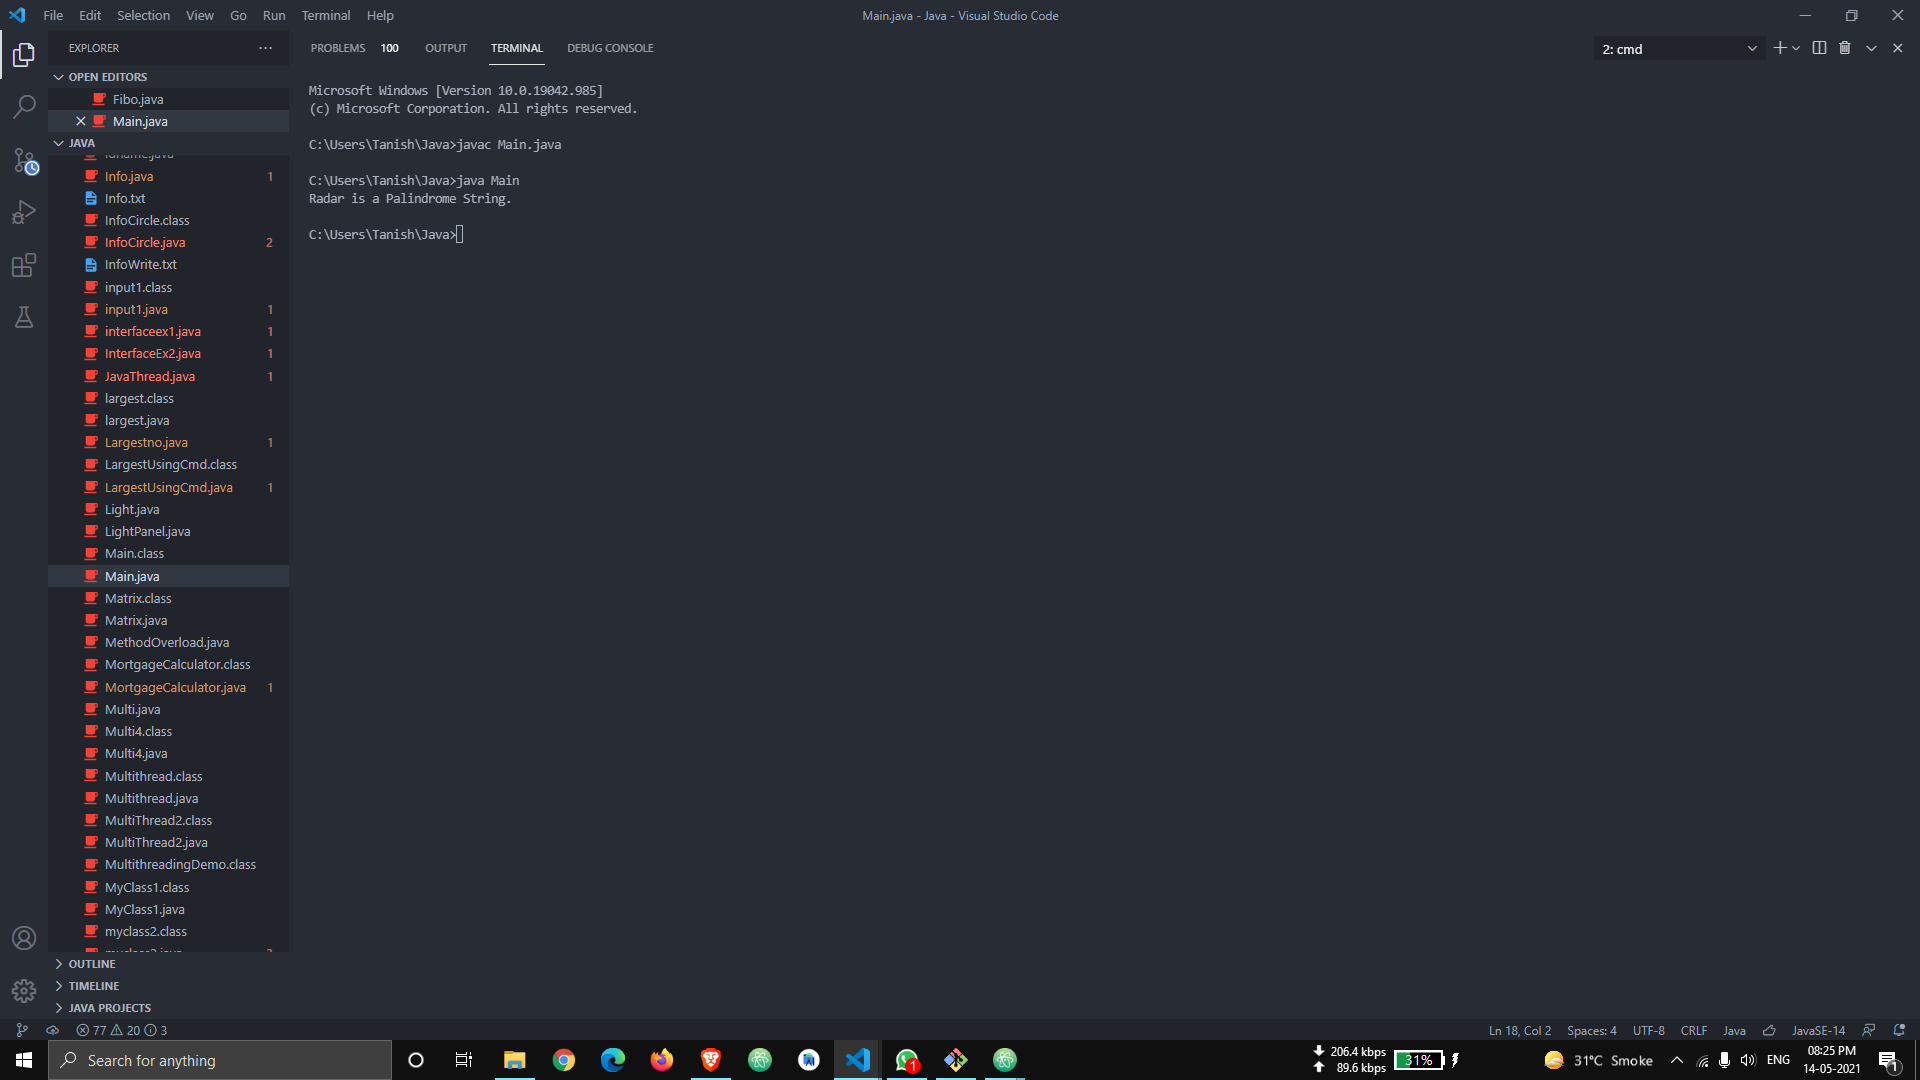 File Edit Selection View Go Run Terminal Help
Main.java - Java - Visual Studio Code
EXPLORER
PROBLEMS 100 OUTPUT TERMINAL DEBUG CONSOLE
2: cmd
OPEN EDITORS
Fibo.java
Main.java
JAVA
Info.java 1
Info.txt
InfoCircle.class
InfoCircle.java 2
InfoWrite.txt
input1.class
input1.java 1
interfaceex1.java 1
InterfaceEx2.java 1
JavaThread.java 1
largest.class
largest.java
Largestno.java 1
LargestUsingCmd.class
LargestUsingCmd.java 1
Light.java
LightPanel.java
Main.class
Main.java
Matrix.class
Matrix.java
MethodOverload.java
MortgageCalculator.class
MortgageCalculator.java 1
Multi.java
Multi4.class
Multi4.java
Multithread.class
Multithread.java
MultiThread2.class
MultiThread2.java
MultithreadingDemo.class
MyClass1.class
MyClass1.java
myclass2.class
OUTLINE
TIMELINE
JAVA PROJECTS
Microsoft Windows [Version 10.0.19042.985]
(c) Microsoft Corporation. All rights reserved.
C:\Users\Tanish\Java>javac Main.java
C:\Users\Tanish\Java>java Main
Radar is a Palindrome String.
C:\Users\Tanish\Java>
77 20 3
Ln 18, Col 2 Spaces: 4 UTF-8 CRLF Java JavaSE-14
Search for anything
1
206.4 kbps
89.6 kbps
31%
31°C Smoke
ENG
08:25 PM
14-05-2021
1